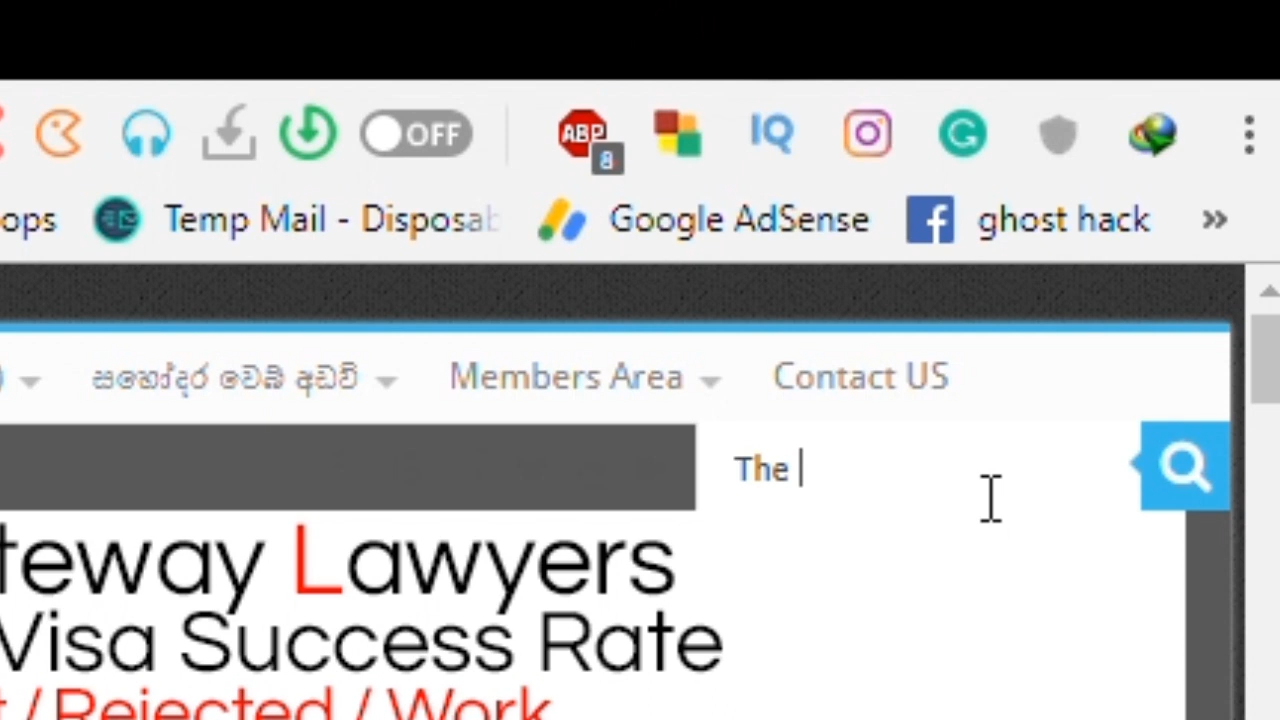 OFF ABP 8 IQ
ops Temp Mail - Disposab Google AdSense ghost hack »
සහෝදර වෙබ් අඩවි Members Area Contact US
The
teway Lawyers
Visa Success Rate
t / Rejected / Work